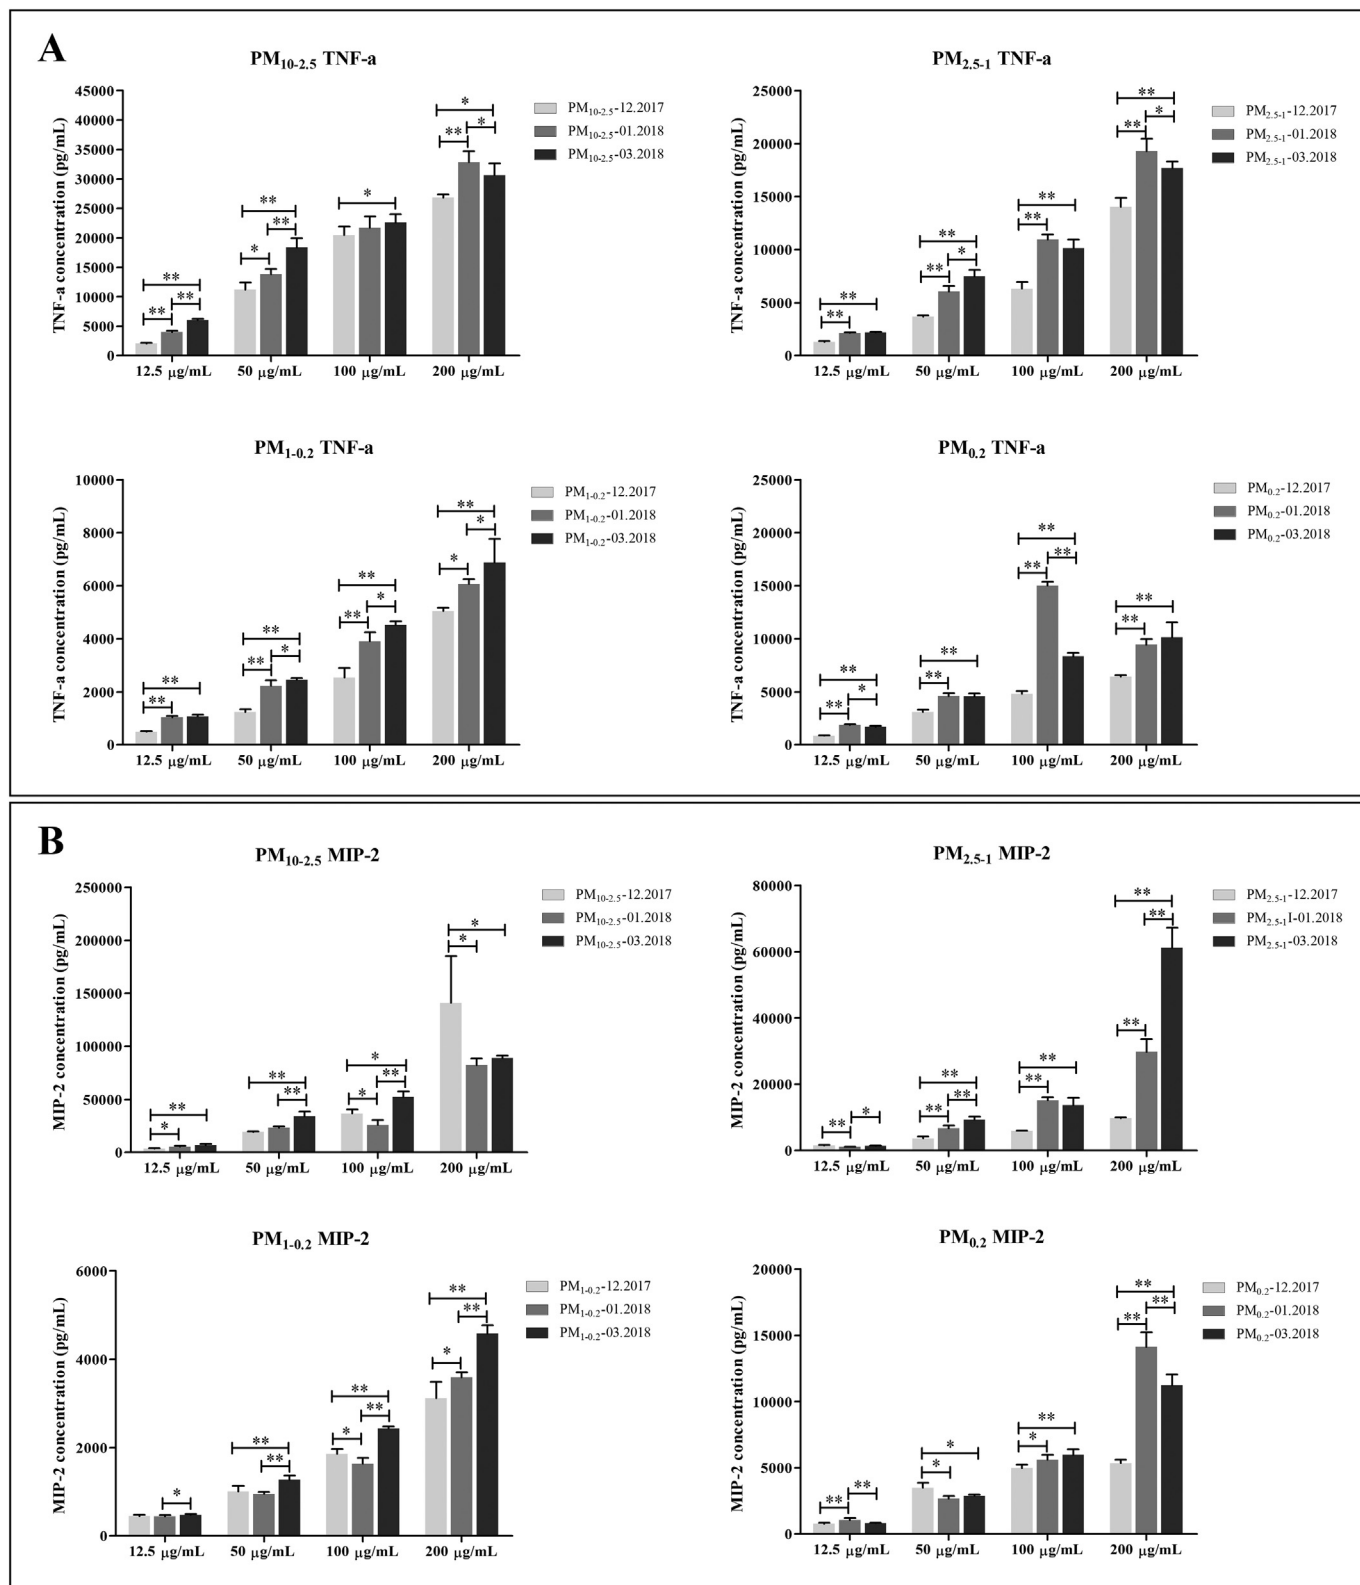 A
PM10-2.5 TNF-a
TNF-a concentration (pg/mL)
45000
40000
35000
30000
25000
20000
15000
10000
5000
0
** ** **
* ** **
*
** * *
12.5 µg/mL 50 µg/mL 100 µg/mL 200 µg/mL
PM10-2.5-12.2017
PM10-2.5-01.2018
PM10-2.5-03.2018
PM2.5-1 TNF-a
TNF-a concentration (pg/mL)
25000
20000
15000
10000
5000
0
** **
** ** *
** **
** ** *
12.5 µg/mL 50 µg/mL 100 µg/mL 200 µg/mL
PM2.5-1-12.2017
PM2.5-1-01.2018
PM2.5-1-03.2018
PM1-0.2 TNF-a
TNF-a concentration (pg/mL)
10000
8000
6000
4000
2000
0
** **
** ** *
** ** *
* ** *
12.5 µg/mL 50 µg/mL 100 µg/mL 200 µg/mL
PM1-0.2-12.2017
PM1-0.2-01.2018
PM1-0.2-03.2018
PM0.2 TNF-a
TNF-a concentration (pg/mL)
25000
20000
15000
10000
5000
0
** ** *
** **
** ** **
** **
12.5 µg/mL 50 µg/mL 100 µg/mL 200 µg/mL
PM0.2-12.2017
PM0.2-01.2018
PM0.2-03.2018
B
PM10-2.5 MIP-2
MIP-2 concentration (pg/mL)
250000
200000
150000
100000
50000
0
* **
** **
* * **
* *
12.5 µg/mL 50 µg/mL 100 µg/mL 200 µg/mL
PM10-2.5-12.2017
PM10-2.5-01.2018
PM10-2.5-03.2018
PM2.5-1 MIP-2
MIP-2 concentration (pg/mL)
80000
60000
40000
20000
0
** *
** ** **
** **
** ** **
12.5 µg/mL 50 µg/mL 100 µg/mL 200 µg/mL
PM2.5-1-12.2017
PM2.5-1I-01.2018
PM2.5-1-03.2018
PM1-0.2 MIP-2
MIP-2 concentration (pg/mL)
6000
4000
2000
0
*
** **
* ** **
* ** **
12.5 µg/mL 50 µg/mL 100 µg/mL 200 µg/mL
PM1-0.2-12.2017
PM1-0.2-01.2018
PM1-0.2-03.2018
PM0.2 MIP-2
MIP-2 concentration (pg/mL)
20000
15000
10000
5000
0
** **
* *
* **
** ** **
12.5 µg/mL 50 µg/mL 100 µg/mL 200 µg/mL
PM0.2-12.2017
PM0.2-01.2018
PM0.2-03.2018